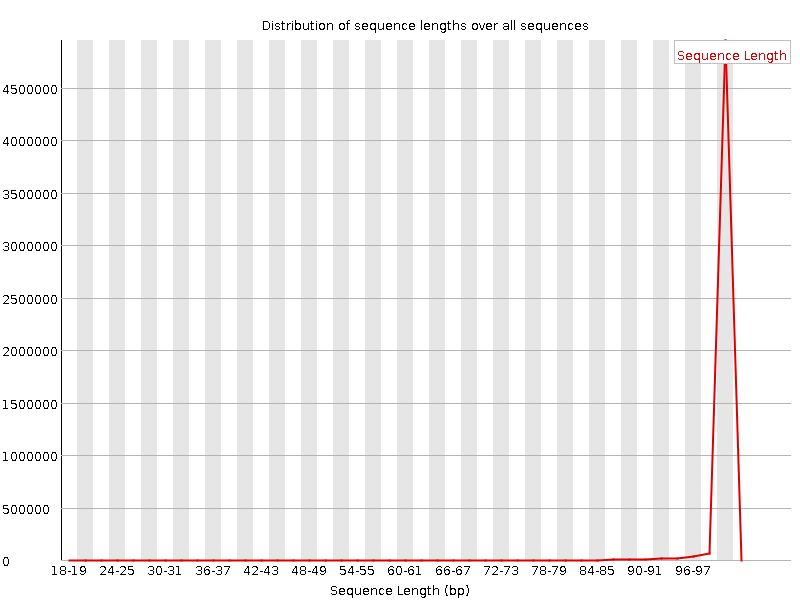 Distribution of sequence lengths over all sequences
Sequence Length
4500000
4000000
3500000
3000000
2500000
2000000
1500000
1000000
500000
0
18-19 24-25 30-31 36-37 42-43 48-49 54-55 60-61 66-67 72-73 78-79 84-85 90-91 96-97
Sequence Length (bp)